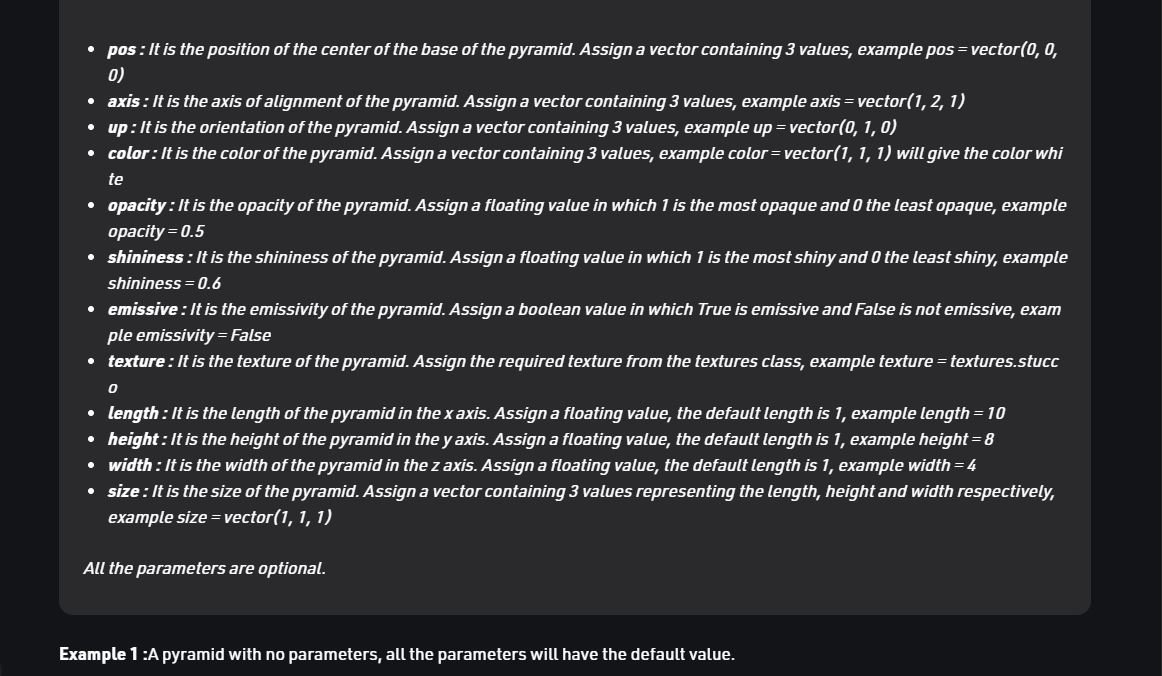 • pos : It is the position of the center of the base of the pyramid. Assign a vector containing 3 values, example pos = vector(0, 0,
0)
• axis : It is the axis of alignment of the pyramid. Assign a vector containing 3 values, example axis = vector(1, 2, 1)
• up : It is the orientation of the pyramid. Assign a vector containing 3 values, example up = vector(0, 1, 0)
• color : It is the color of the pyramid. Assign a vector containing 3 values, example color = vector(1, 1, 1) will give the color whi
te
• opacity : It is the opacity of the pyramid. Assign a floating value in which 1 is the most opaque and 0 the least opaque, example
opacity = 0.5
• shininess : It is the shininess of the pyramid. Assign a floating value in which 1 is the most shiny and 0 the least shiny, example
shininess = 0.6
• emissive : It is the emissivity of the pyramid. Assign a boolean value in which True is emissive and False is not emissive, exam
ple emissivity = False
• texture : It is the texture of the pyramid. Assign the required texture from the textures class, example texture = textures.stucc
o
• length : It is the length of the pyramid in the x axis. Assign a floating value, the default length is 1, example length = 10
• height : It is the height of the pyramid in the y axis. Assign a floating value, the default length is 1, example height = 8
• width : It is the width of the pyramid in the z axis. Assign a floating value, the default length is 1, example width = 4
• size : It is the size of the pyramid. Assign a vector containing 3 values representing the length, height and width respectively,
example size = vector(1, 1, 1)
All the parameters are optional.
Example 1 :A pyramid with no parameters, all the parameters will have the default value.